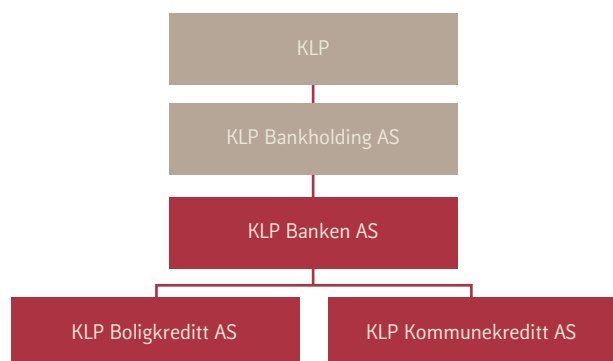 KLP
KLP Bankholding AS
KLP Banken AS
KLP Boligkreditt AS
KLP Kommunekreditt AS